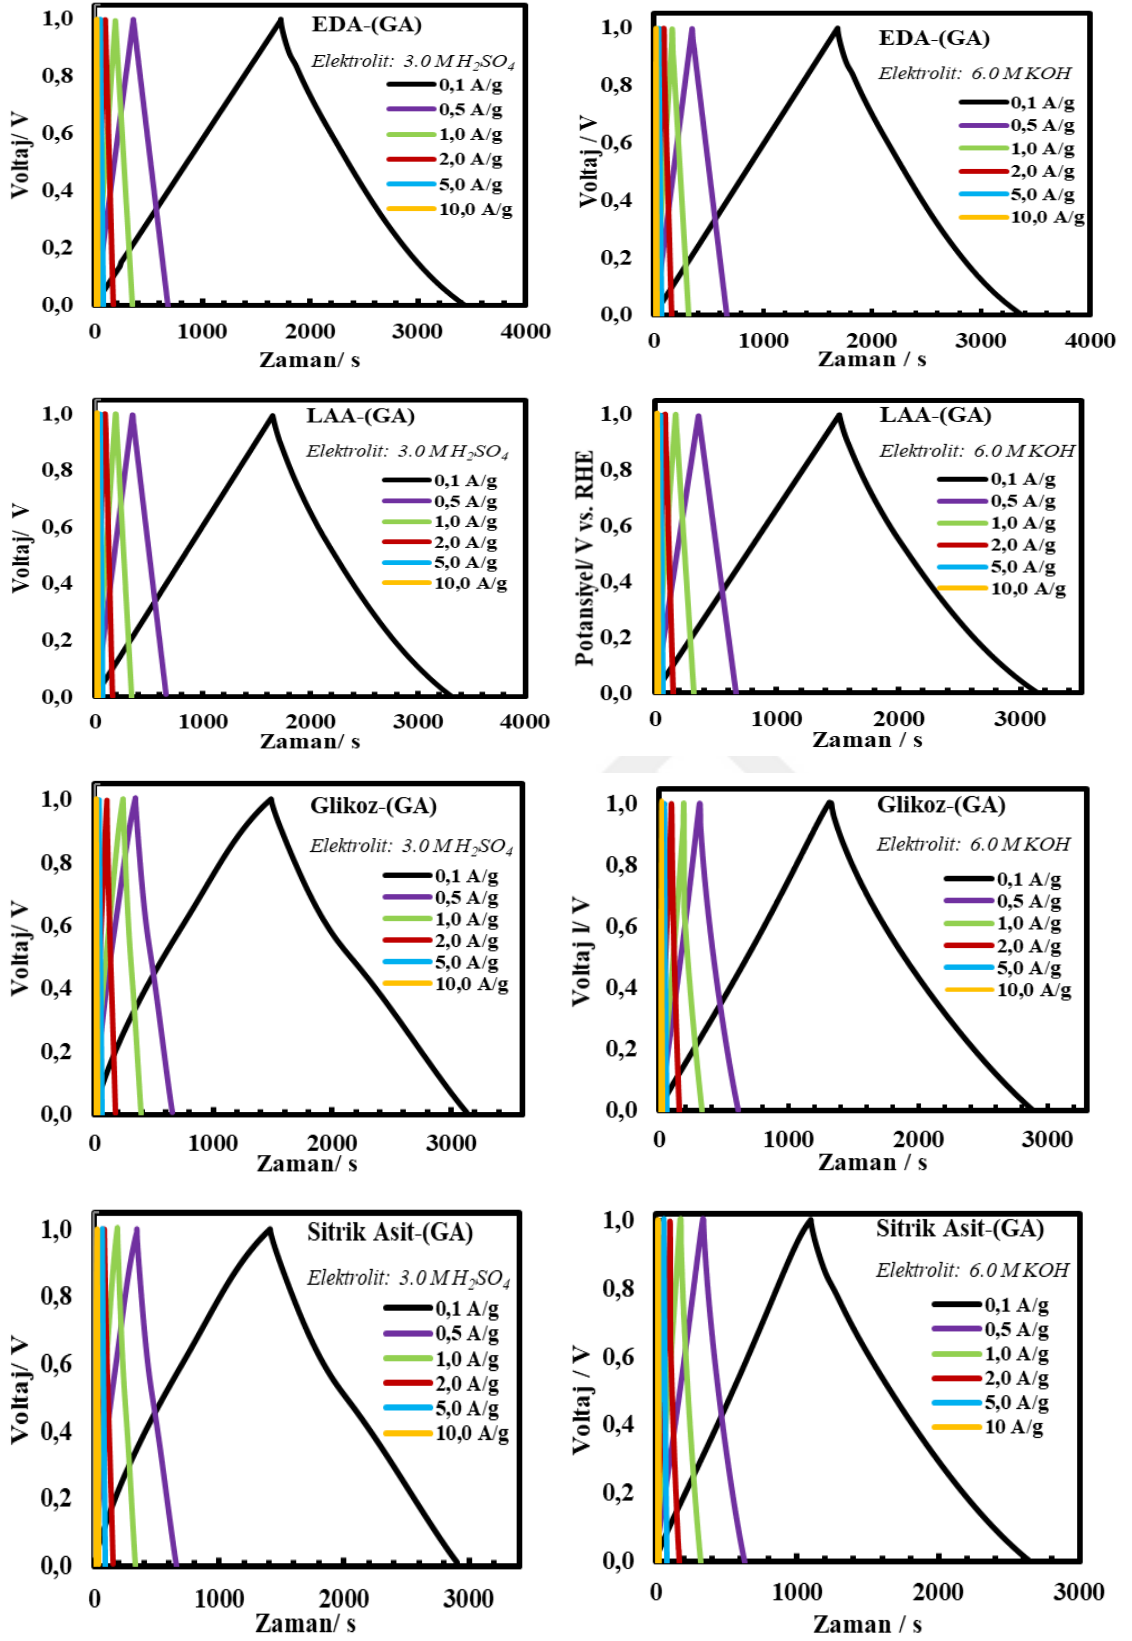 EDA-(GA)
Elektrolit: 3.0 M H₂SO₄
0,1 A/g
0,5 A/g
1,0 A/g
2,0 A/g
5,0 A/g
10,0 A/g
1,0
0,8
0,6
0,4
0,2
0,0
Voltaj/ V
0 1000 2000 3000 4000
Zaman/ s
EDA-(GA)
Elektrolit: 6.0 M KOH
0,1 A/g
0,5 A/g
1,0 A/g
2,0 A/g
5,0 A/g
10,0 A/g
1,0
0,8
0,6
0,4
0,2
0,0
Voltaj / V
0 1000 2000 3000 4000
Zaman / s
LAA-(GA)
Elektrolit: 3.0 M H₂SO₄
0,1 A/g
0,5 A/g
1,0 A/g
2,0 A/g
5,0 A/g
10,0 A/g
1,0
0,8
0,6
0,4
0,2
0,0
Voltaj/ V
0 1000 2000 3000 4000
Zaman/ s
LAA-(GA)
Elektrolit: 6.0 M KOH
0,1 A/g
0,5 A/g
1,0 A/g
2,0 A/g
5,0 A/g
10,0 A/g
1,0
0,8
0,6
0,4
0,2
0,0
Potansiyel/ V vs. RHE
0 1000 2000 3000
Zaman / s
Glikoz-(GA)
Elektrolit: 3.0 M H₂SO₄
0,1 A/g
0,5 A/g
1,0 A/g
2,0 A/g
5,0 A/g
10,0 A/g
1,0
0,8
0,6
0,4
0,2
0,0
Voltaj/ V
0 1000 2000 3000
Zaman/ s
Glikoz-(GA)
Elektrolit: 6.0 M KOH
0,1 A/g
0,5 A/g
1,0 A/g
2,0 A/g
5,0 A/g
10,0 A/g
1,0
0,8
0,6
0,4
0,2
0,0
Voltaj l/ V
0 1000 2000 3000
Zaman / s
Sitrik Asit-(GA)
Elektrolit: 3.0 M H₂SO₄
0,1 A/g
0,5 A/g
1,0 A/g
2,0 A/g
5,0 A/g
10,0 A/g
1,0
0,8
0,6
0,4
0,2
0,0
Voltaj/ V
0 1000 2000 3000
Zaman/ s
Sitrik Asit-(GA)
Elektrolit: 6.0 M KOH
0,1 A/g
0,5 A/g
1,0 A/g
2,0 A/g
5,0 A/g
10 A/g
1,0
0,8
0,6
0,4
0,2
0,0
Voltaj / V
0 1000 2000 3000
Zaman / s